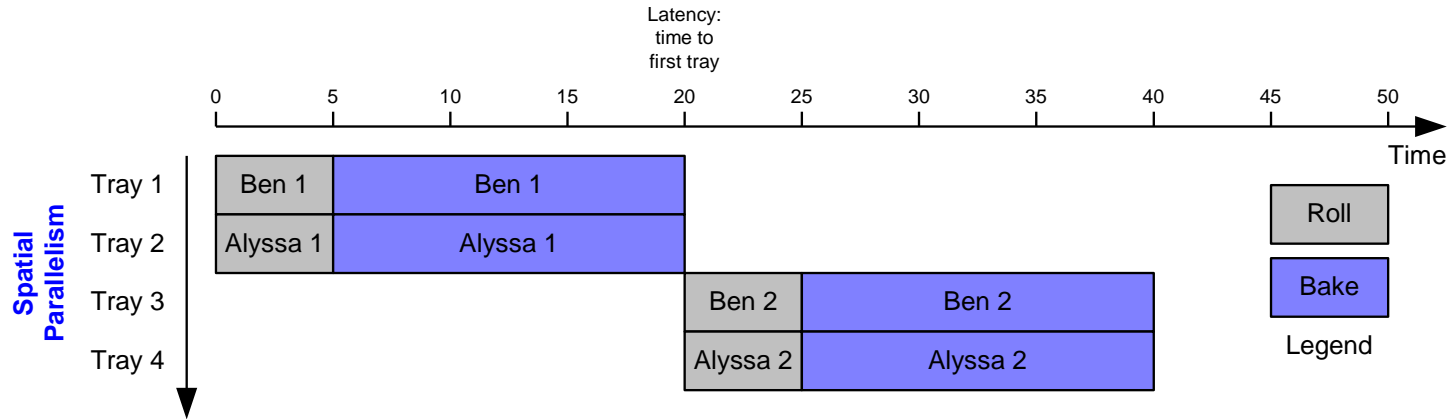 Latency:
time to
first tray
0 5 10 15 20 25 30 35 40 45 50
Time
Spatial
Parallelism
Tray 1 Ben 1 Ben 1
Tray 2 Alyssa 1 Alyssa 1
Tray 3 Ben 2 Ben 2
Tray 4 Alyssa 2 Alyssa 2
Roll
Bake
Legend